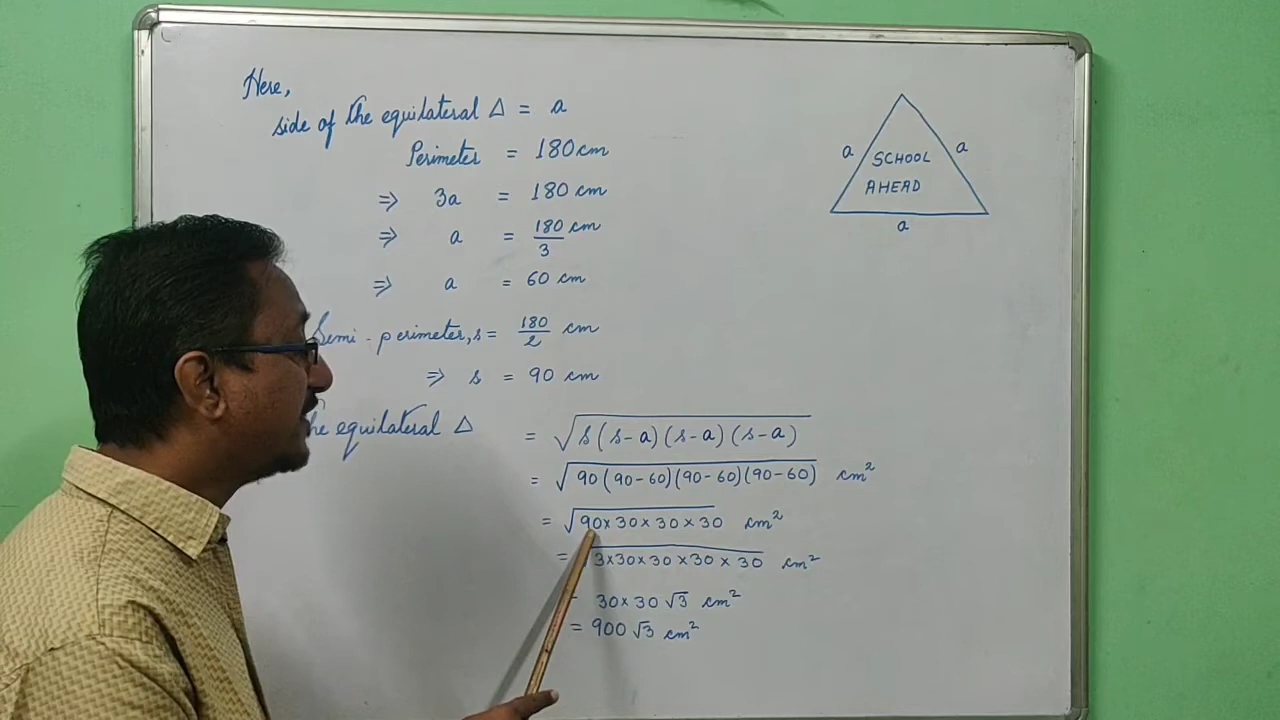 Here,
side of the equilateral Δ = a
Perimeter = 180 cm
⇒ 3a = 180 cm
⇒ a = 180/3 cm
⇒ a = 60 cm
Semi-perimeter, s = 180/2 cm
⇒ s = 90 cm
the equilateral Δ = √s(s-a)(s-a)(s-a)
= √90(90-60)(90-60)(90-60) cm²
= √90×30×30×30 cm²
= √3×30×30×30×30 cm²
= 30×30√3 cm²
= 900√3 cm²
a
a
SCHOOL
AHEAD
a